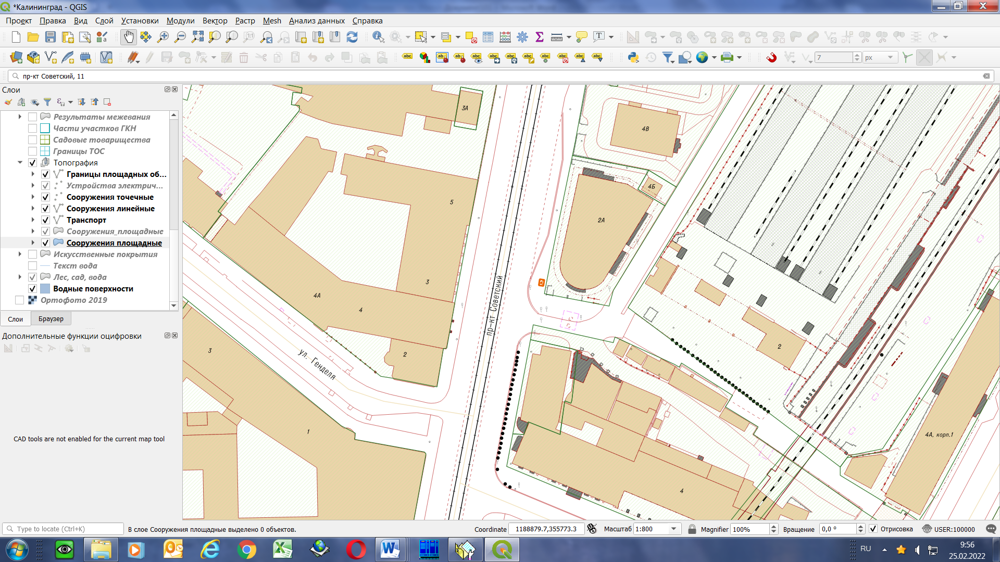 *Калининград - QGIS
Проект Правка Вид Слой Установки Модули Вектор Растр Mesh Анализ данных Справка
7 px
пр-кт Советский, 11
Слои
Результаты межевания
Части участков ГКН
Садовые товарищества
Границы ТОС
Топография
Границы площадных об...
Устройства электрич...
Сооружения точечные
Сооружения линейные
Транспорт
Сооружения_площадные
Сооружения площадные
Искусственные покрытия
Текст вода
Лес, сад, вода
Водные поверхности
Ортофото 2019
Слои Браузер
Дополнительные функции оцифровки
CAD tools are not enabled for the current map tool
3А
4В
4Б
5
2А
3
4А
4
2
2
3
1
4
4А, корп.1
пр-кт Советский
ул. Генделя
Type to locate (Ctrl+K) В слое Сооружения площадные выделено 0 объектов. Coordinate 1188879.7,355773.3 Масштаб 1:800 Magnifier 100% Вращение 0,0 ° Отрисовка USER:100000
RU 9:56
25.02.2022